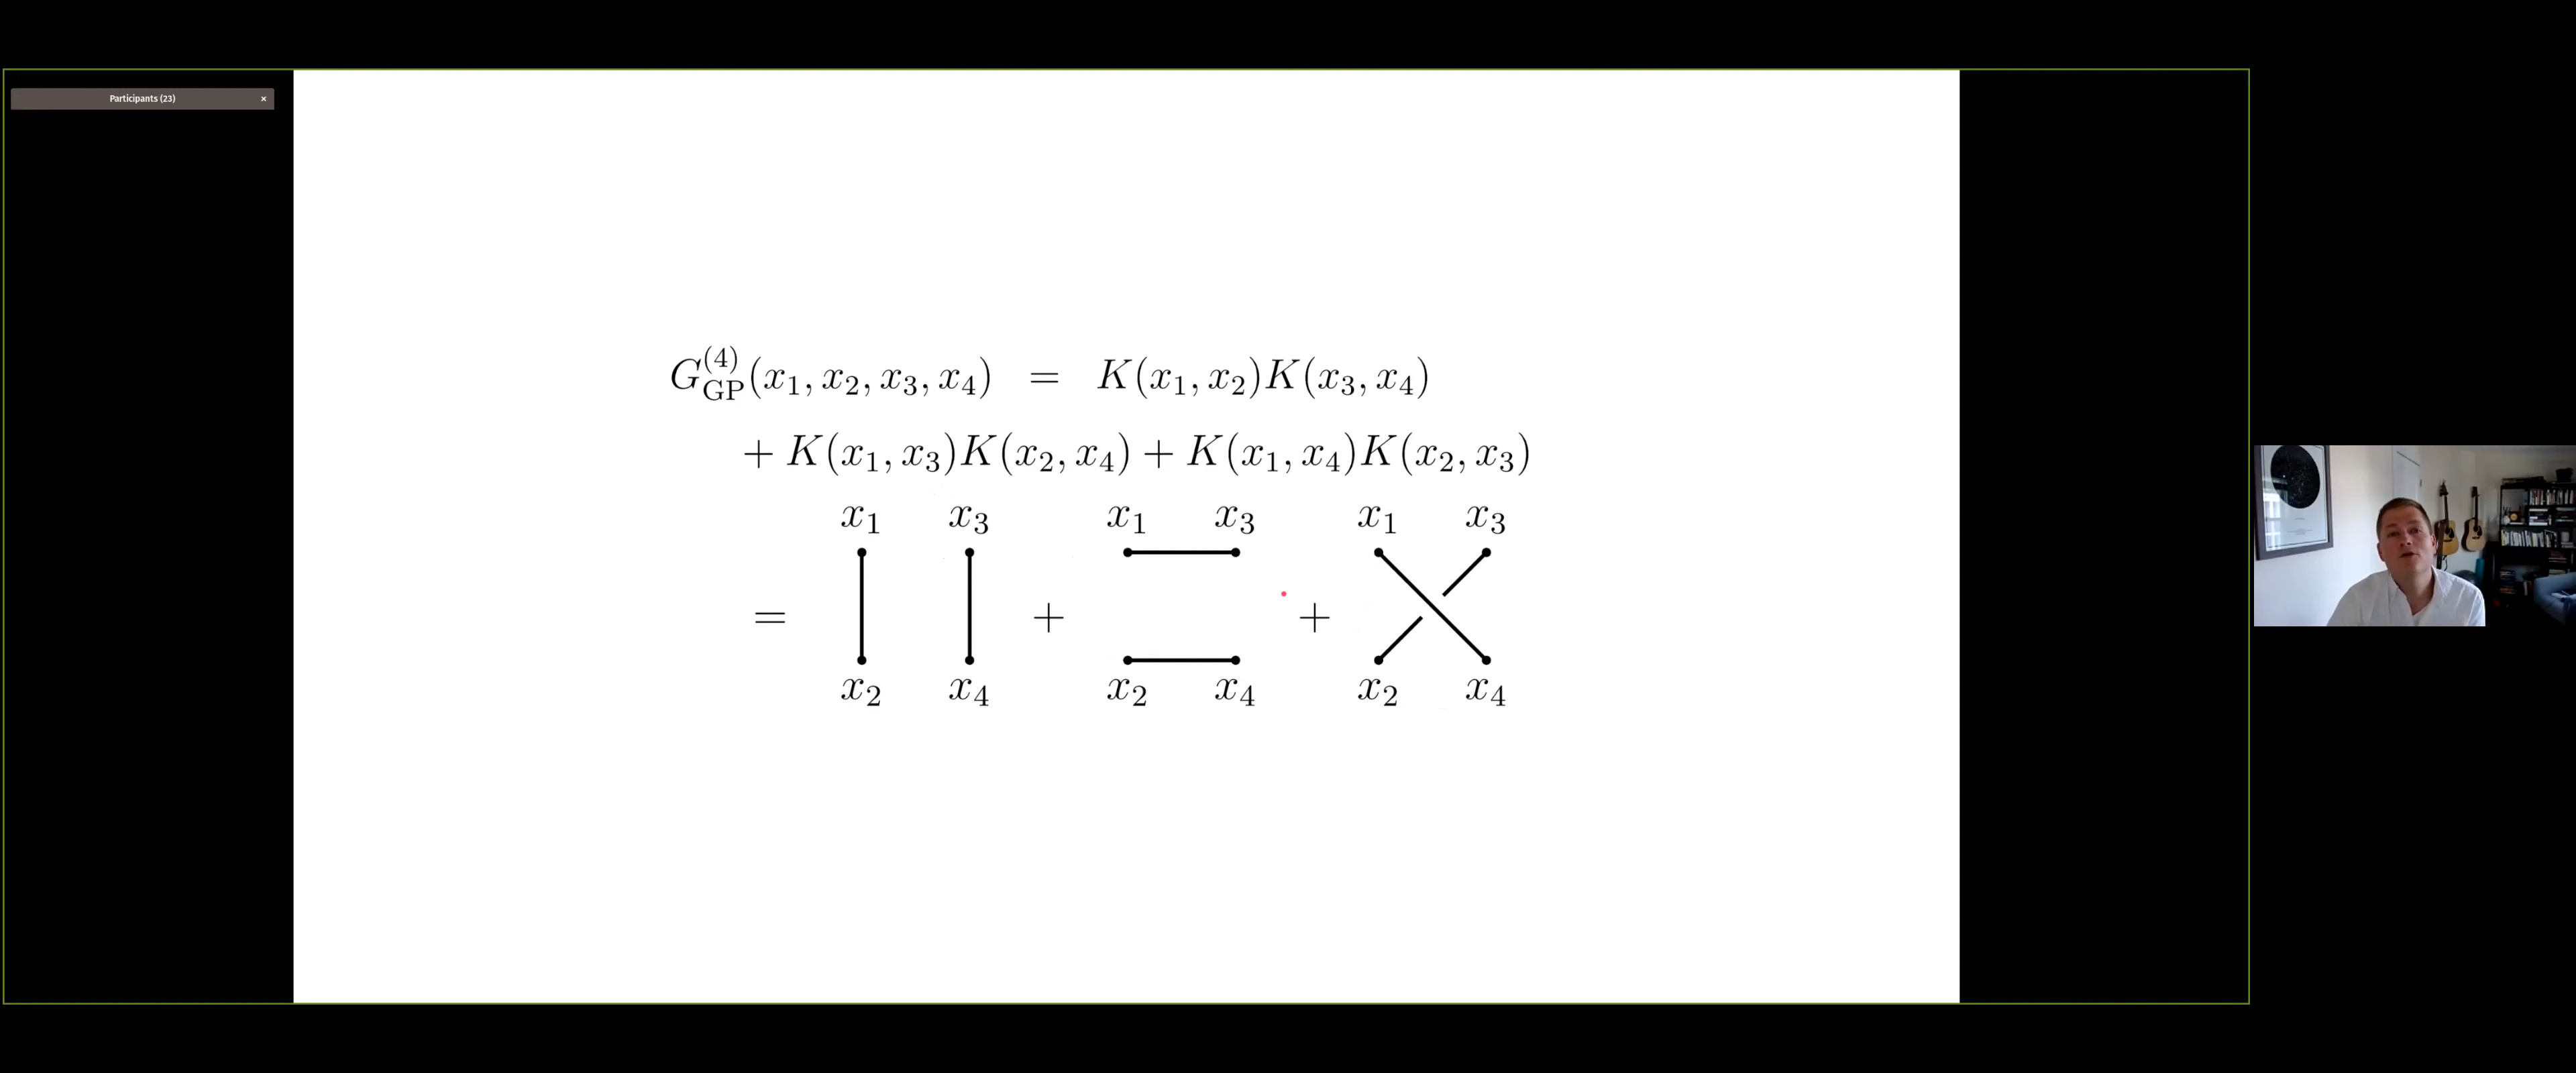 Participants (23) ×
G_GP^(4)(x_1, x_2, x_3, x_4) = K(x_1, x_2)K(x_3, x_4)
+ K(x_1, x_3)K(x_2, x_4) + K(x_1, x_4)K(x_2, x_3)
x_1 x_3 x_1 x_3 x_1 x_3
= + +
x_2 x_4 x_2 x_4 x_2 x_4